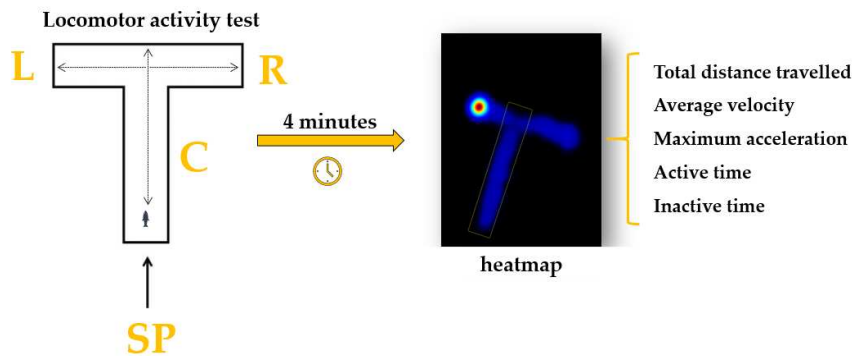 Locomotor activity test
L
R
C
SP
4 minutes
heatmap
Total distance travelled
Average velocity
Maximum acceleration
Active time
Inactive time